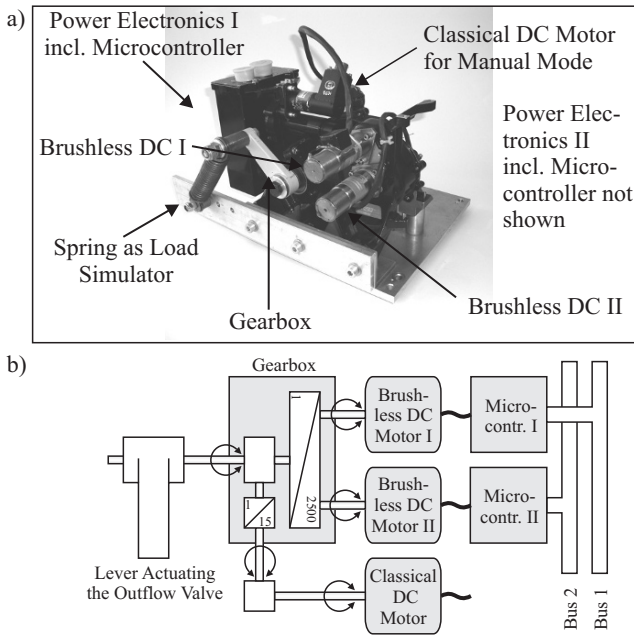 a)
Power Electronics I
incl. Microcontroller
Classical DC Motor
for Manual Mode
Power Elec-
tronics II
incl. Micro-
controller not
shown
Brushless DC I
Spring as Load
Simulator
Gearbox
Brushless DC II
b)
Gearbox
1
2500
Brush-
less DC
Motor I
Micro-
contr. I
1
15
Brush-
less DC
Motor II
Micro-
contr. II
Lever Actuating
the Outflow Valve
Classical
DC
Motor
Bus 2
Bus 1